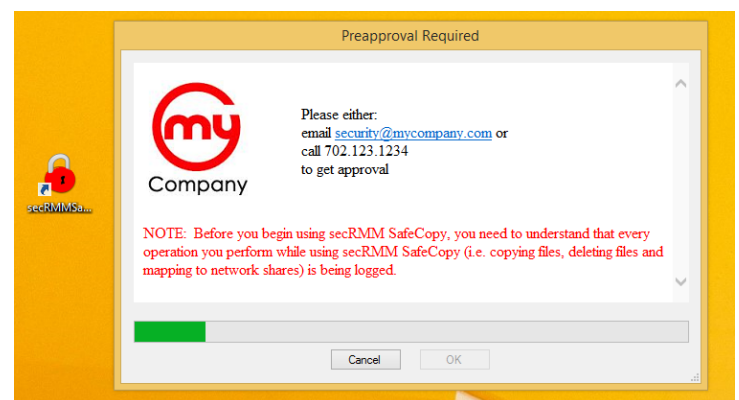 Preapproval Required
my
Company
Please either:
email security@mycompany.com or
call 702.123.1234
to get approval
secRMMSa...
NOTE:  Before you begin using secRMM SafeCopy, you need to understand that every
operation you perform while using secRMM SafeCopy (i.e. copying files, deleting files and
mapping to network shares) is being logged.
Cancel
OK